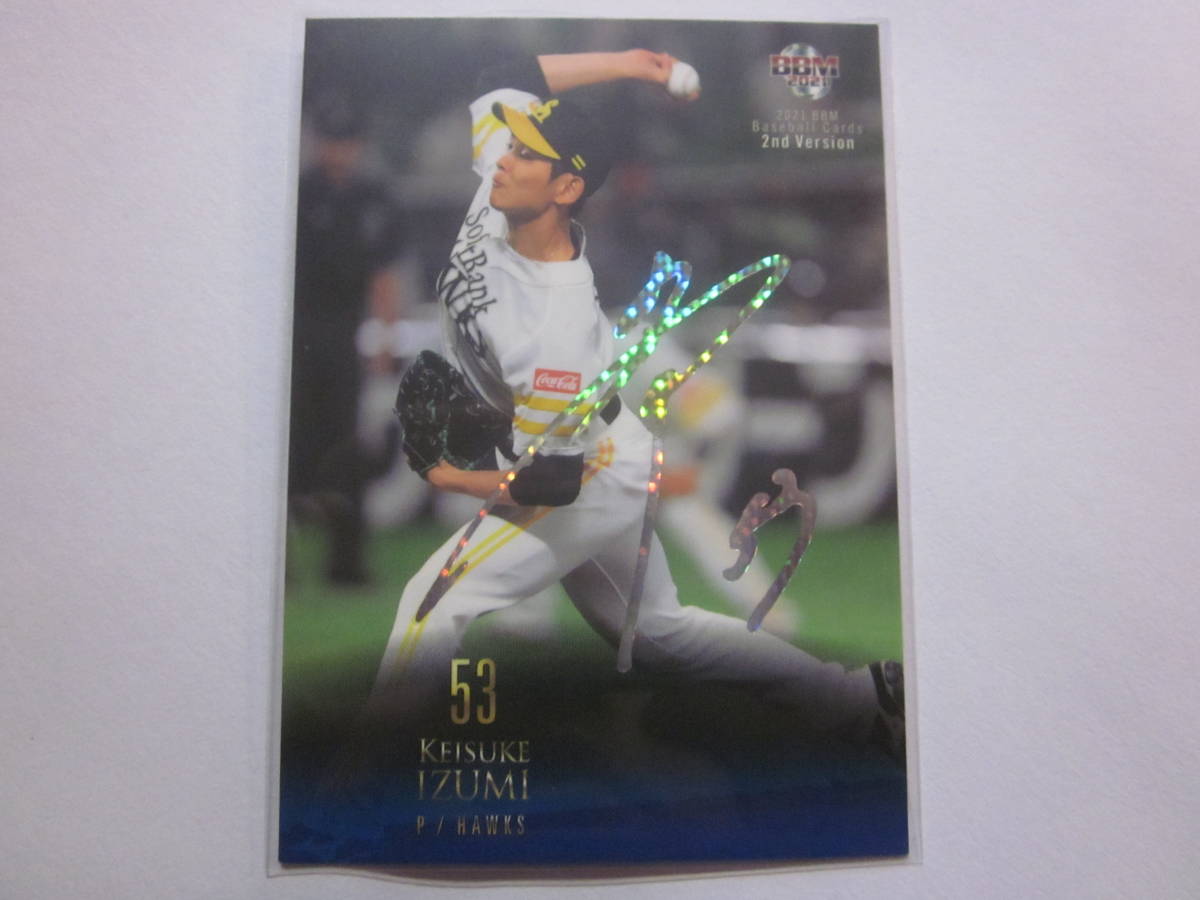 BBM
2021
2021 BBM
Baseball Cards
2nd Version
SoftBank
Coca-Cola
53
KEISUKE
IZUMI
P / HAWKS